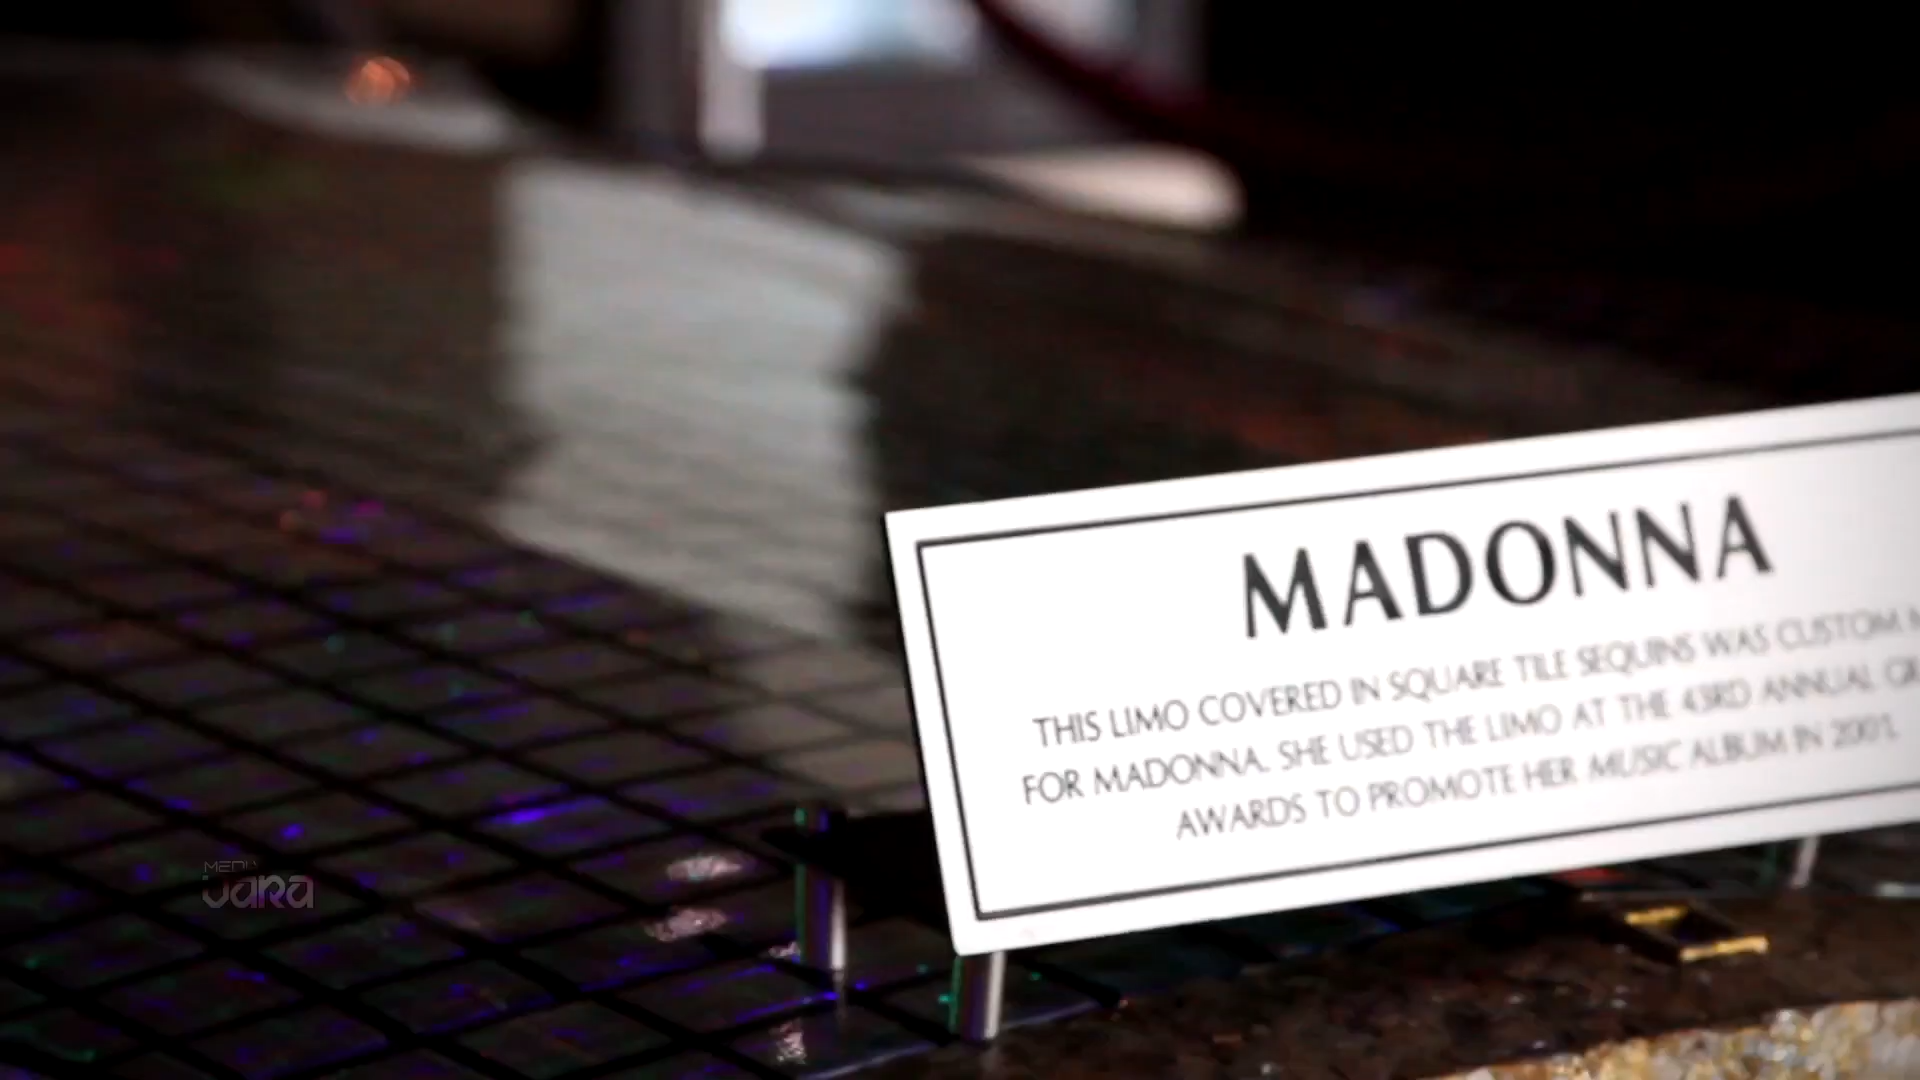 MADONNA
THIS LIMO COVERED IN SQUARE TILE SEQUINS WAS CUSTOM
FOR MADONNA. SHE USED THE LIMO AT THE 43RD ANNUAL
AWARDS TO PROMOTE HER MUSIC ALBUM IN 2001.
vara